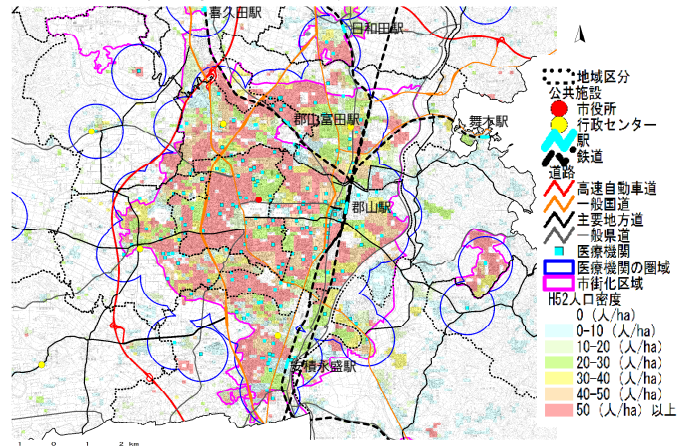 喜久田駅
日和田駅
郡山富田駅
舞木駅
郡山駅
安積永盛駅
地域区分
公共施設
市役所
行政センター
駅
鉄道
道路
高速自動車道
一般国道
主要地方道
一般県道
医療機関
医療機関の圏域
市街化区域
H52人口密度
0 (人/ha)
0-10 (人/ha)
10-20 (人/ha)
20-30 (人/ha)
30-40 (人/ha)
40-50 (人/ha)
50 (人/ha) 以上
1 0 1 2 km